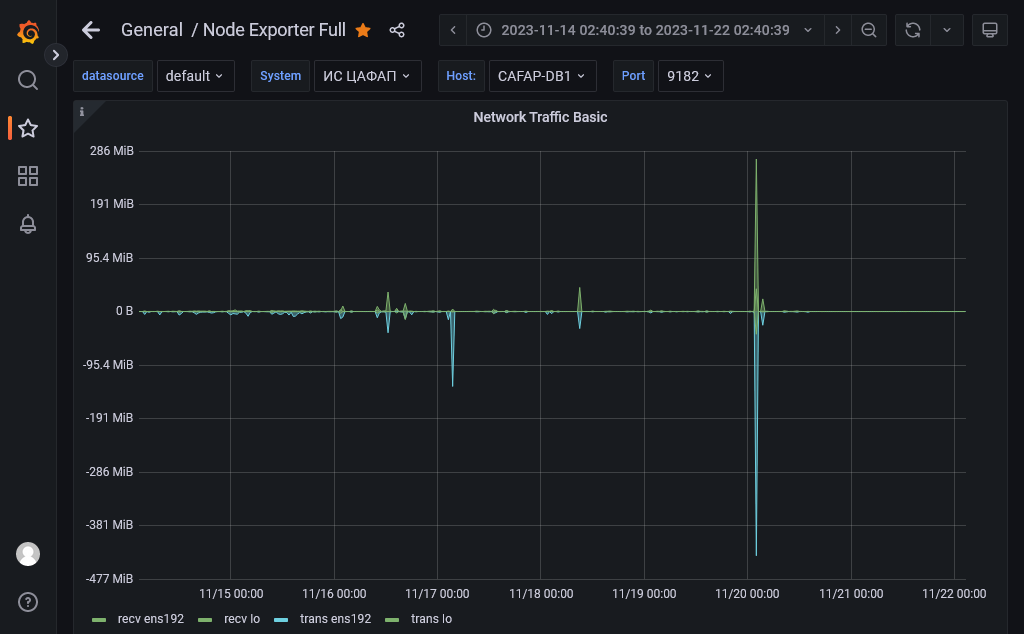 General / Node Exporter Full
2023-11-14 02:40:39 to 2023-11-22 02:40:39
datasource default System ИС ЦАФАП Host: CAFAP-DB1 Port 9182
i
Network Traffic Basic
286 MiB
191 MiB
95.4 MiB
0 B
-95.4 MiB
-191 MiB
-286 MiB
-381 MiB
-477 MiB
11/15 00:00 11/16 00:00 11/17 00:00 11/18 00:00 11/19 00:00 11/20 00:00 11/21 00:00 11/22 00:00
recv ens192 recv lo trans ens192 trans lo